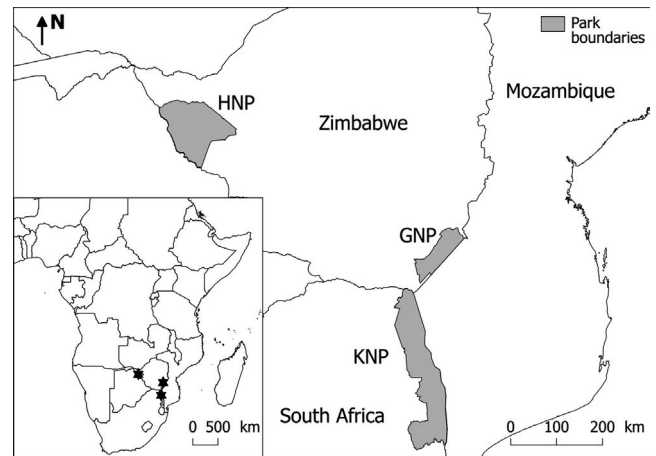 N
Park
boundaries
HNP
Mozambique
Zimbabwe
GNP
KNP
South Africa
0 500 km
0 100 200 km